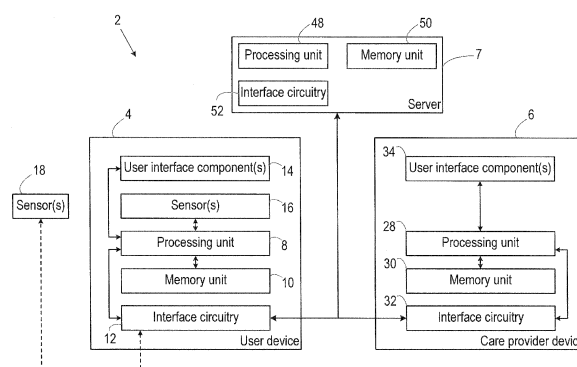 48
50
2
Processing unit
Memory unit
7
Interface circuitry
52
Server
4
6
34
User interface component(s)
14
User interface component(s)
18
Sensor(s)
Sensor(s)
16
28
Processing unit
8
Processing unit
30
Memory unit
10
Memory unit
32
Interface circuitry
Interface circuitry
12
User device
Care provider device